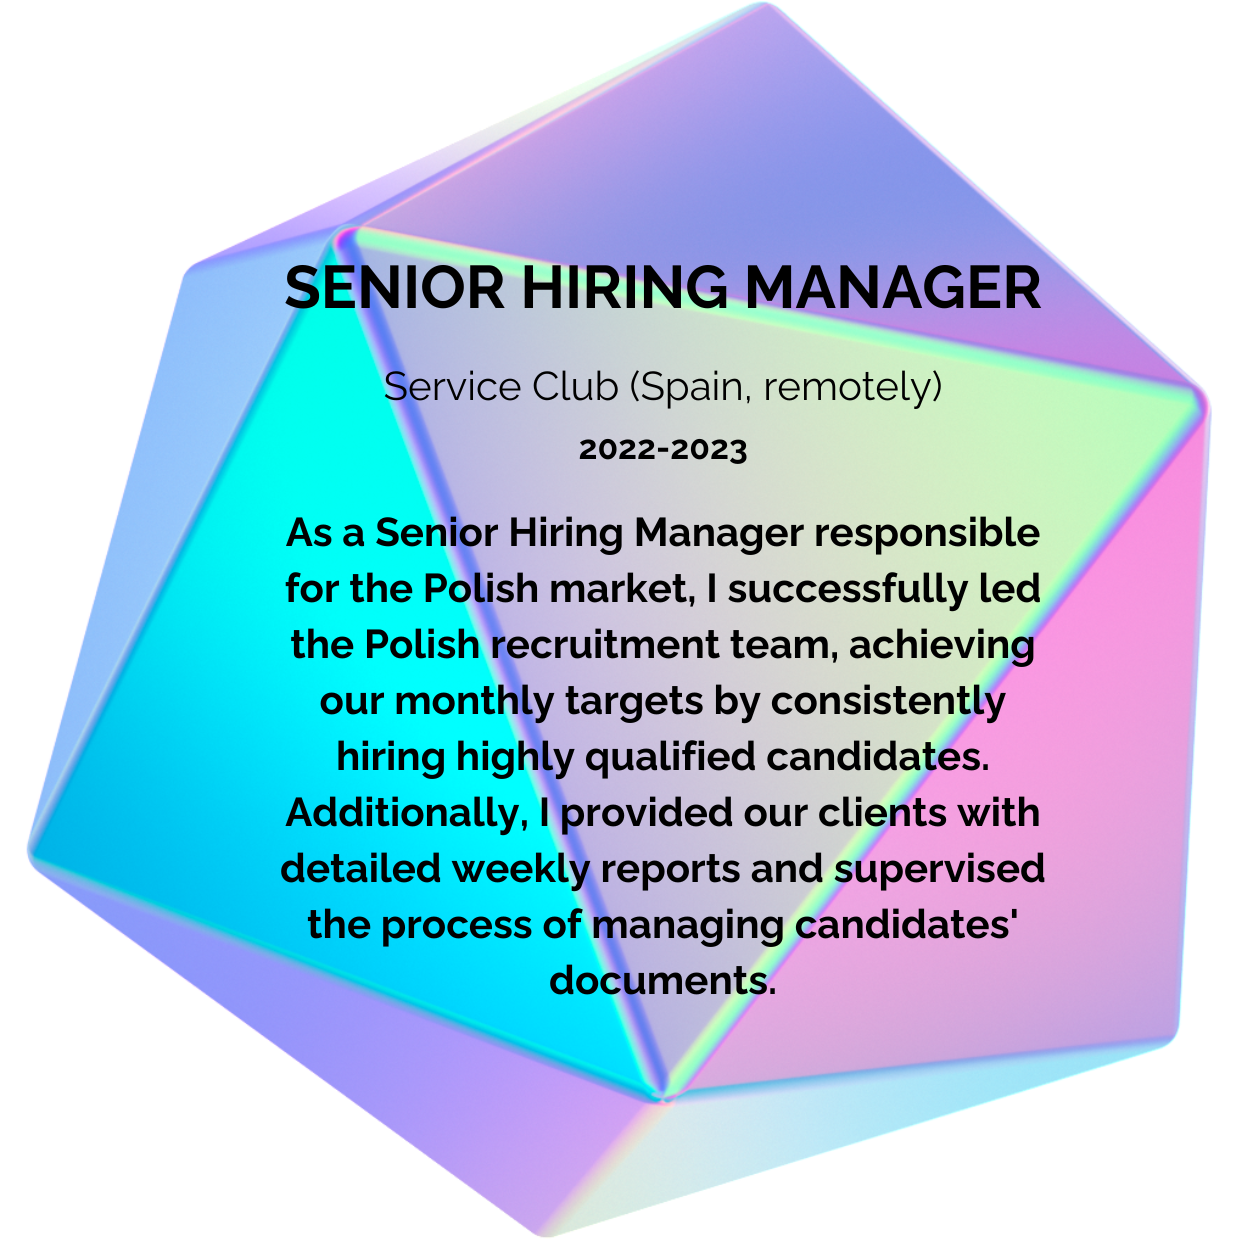 SENIOR HIRING MANAGER
Service Club (Spain, remotely)
2022-2023
As a Senior Hiring Manager responsible
for the Polish market, I successfully led
the Polish recruitment team, achieving
our monthly targets by consistently
hiring highly qualified candidates.
Additionally, I provided our clients with
detailed weekly reports and supervised
the process of managing candidates'
documents.